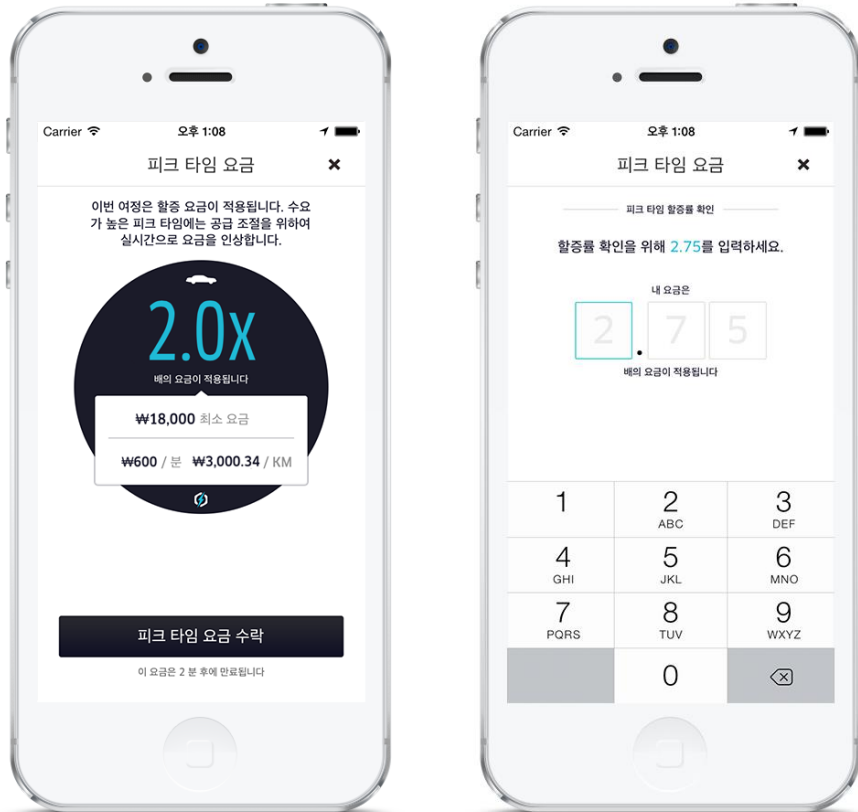 Carrier 오후 1:08
피크 타임 요금
이번 여정은 할증 요금이 적용됩니다. 수요
가 높은 피크 타임에는 공급 조절을 위하여
실시간으로 요금을 인상합니다.
2.0x
배의 요금이 적용됩니다
₩18,000 최소 요금
₩600 / 분 ₩3,000.34 / KM
피크 타임 요금 수락
이 요금은 2 분 후에 만료됩니다
Carrier 오후 1:08
피크 타임 요금
피크 타임 할증률 확인
할증률 확인을 위해 2.75를 입력하세요.
내 요금은
2.75
배의 요금이 적용됩니다
1 2 3
ABC DEF
4 5 6
GHI JKL MNO
7 8 9
PQRS TUV WXYZ
0